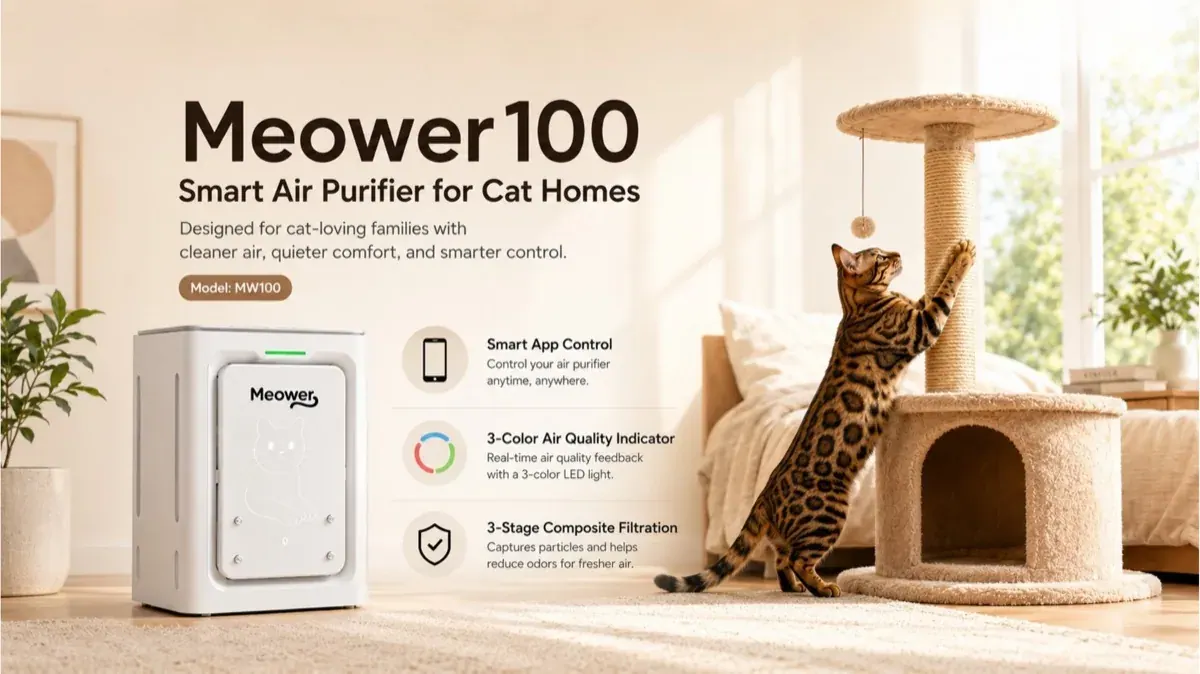 Meower 100
Smart Air Purifier for Cat Homes
Designed for cat-loving families with
cleaner air, quieter comfort, and smarter control.
Model: MW100
Meower
Smart App Control
Control your air purifier
anytime, anywhere.
3-Color Air Quality Indicator
Real-time air quality feedback
with a 3-color LED light.
3-Stage Composite Filtration
Captures particles and helps
reduce odors for fresher air.